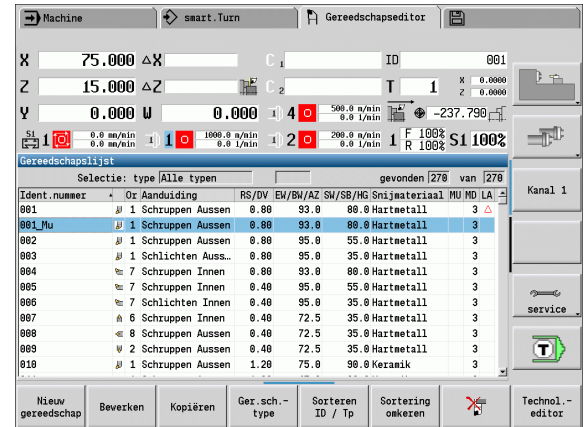 Machine smart.Turn Gereedschapseditor
X 75.000 △X C 1 ID 001
Z 15.000 △Z C 2 T 1 X 0.0000 Z 0.0000
Y 0.000 U 0.000 4 500.0 m/min 0.0 1/min -237.790
S1 1 0.0 mm/min 0.0 mm/min 1 1000.0 m/min 0.0 1/min 2 200.0 m/min 0.0 1/min 1 F 100% R 100% S1 100%
Gereedschapslijst
Selectie: type Alle typen gevonden 270 van 270
Ident.nummer Or Aanduiding RS/DV EW/BW/AZ SW/SB/HG Snijmateriaal MU MD LA
001 1 Schruppen Aussen 0.80 93.0 80.0 Hartmetall 3
001_Mu 1 Schruppen Aussen 0.80 93.0 80.0 Hartmetall 3
002 1 Schruppen Aussen 0.80 95.0 55.0 Hartmetall 3
003 1 Schlichten Auss… 0.80 95.0 35.0 Hartmetall 3
004 7 Schruppen Innen 0.80 93.0 80.0 Hartmetall 3
005 7 Schruppen Innen 0.40 95.0 55.0 Hartmetall 3
006 7 Schlichten Innen 0.40 95.0 35.0 Hartmetall 3
007 6 Schruppen Innen 0.40 72.5 35.0 Hartmetall 3
008 8 Schruppen Aussen 0.40 72.5 35.0 Hartmetall 3
009 2 Schruppen Aussen 0.40 72.5 35.0 Hartmetall 3
010 1 Schruppen Aussen 1.20 75.0 90.0 Keramik 3
Kanal 1
service
T
Nieuw gereedschap
Bewerken
Kopiëren
Ger.sch.-type
Sorteren ID / Tp
Sortering omkeren
Technol.-editor